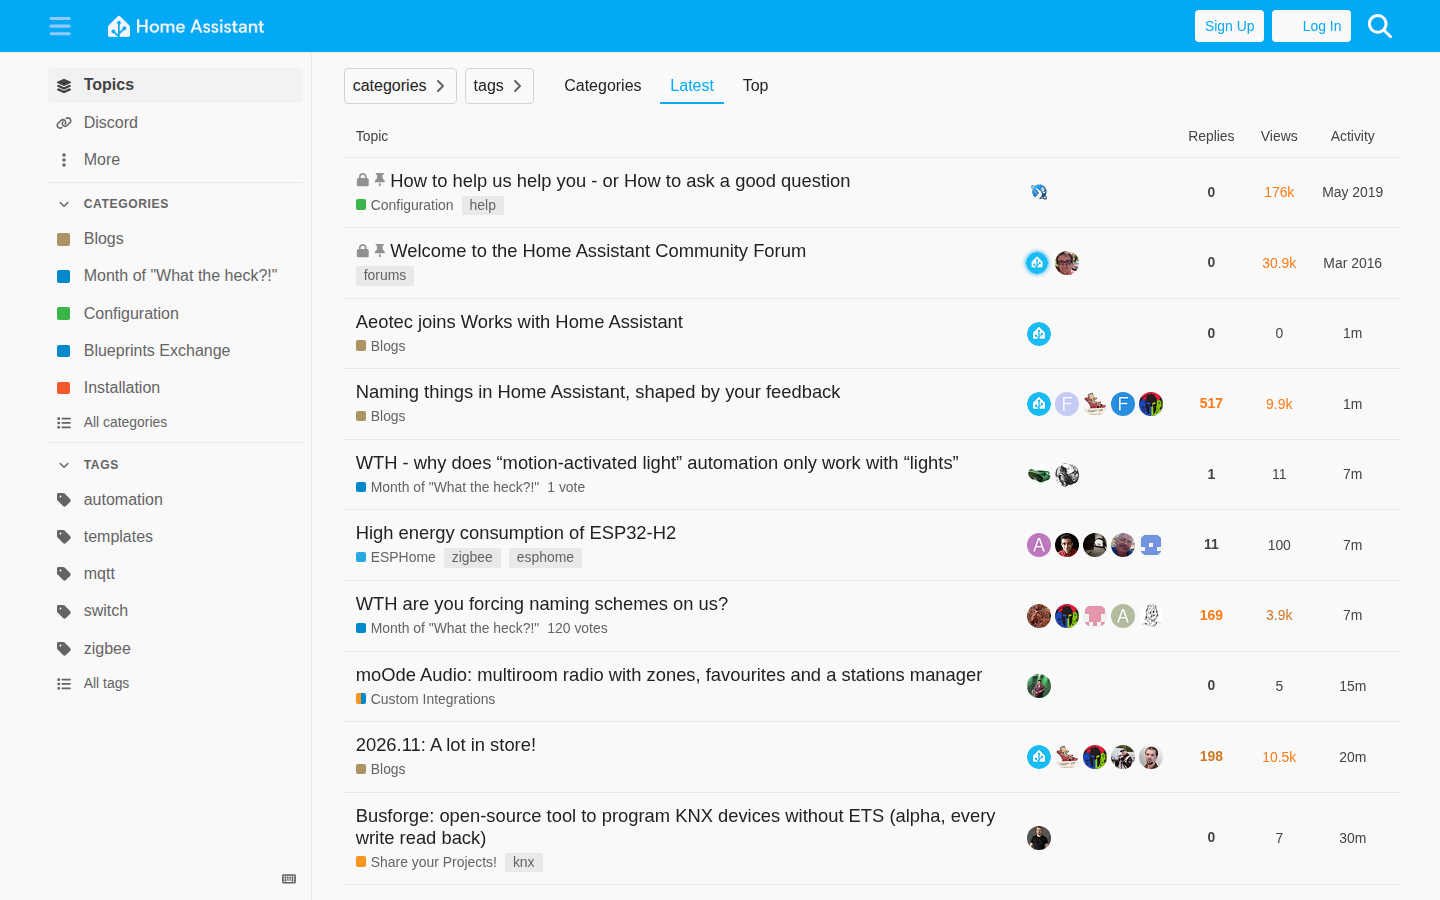 Home Assistant
Sign Up
Log In
Topics
Discord
More
CATEGORIES
Blogs
Month of "What the heck?!"
Configuration
Blueprints Exchange
Installation
All categories
TAGS
automation
templates
mqtt
switch
zigbee
All tags
categories
tags
Categories
Latest
Top
Topic
Replies
Views
Activity
How to help us help you - or How to ask a good question
Configuration
help
0
176k
May 2019
Welcome to the Home Assistant Community Forum
forums
0
30.9k
Mar 2016
Aeotec joins Works with Home Assistant
Blogs
0
0
1m
Naming things in Home Assistant, shaped by your feedback
Blogs
F
F
517
9.9k
1m
WTH - why does “motion-activated light” automation only work with “lights”
Month of "What the heck?!"
1 vote
1
11
7m
High energy consumption of ESP32-H2
ESPHome
zigbee
esphome
A
11
100
7m
WTH are you forcing naming schemes on us?
Month of "What the heck?!"
120 votes
A
169
3.9k
7m
moOde Audio: multiroom radio with zones, favourites and a stations manager
Custom Integrations
0
5
15m
2026.11: A lot in store!
Blogs
198
10.5k
20m
Busforge: open-source tool to program KNX devices without ETS (alpha, every
write read back)
Share your Projects!
knx
0
7
30m